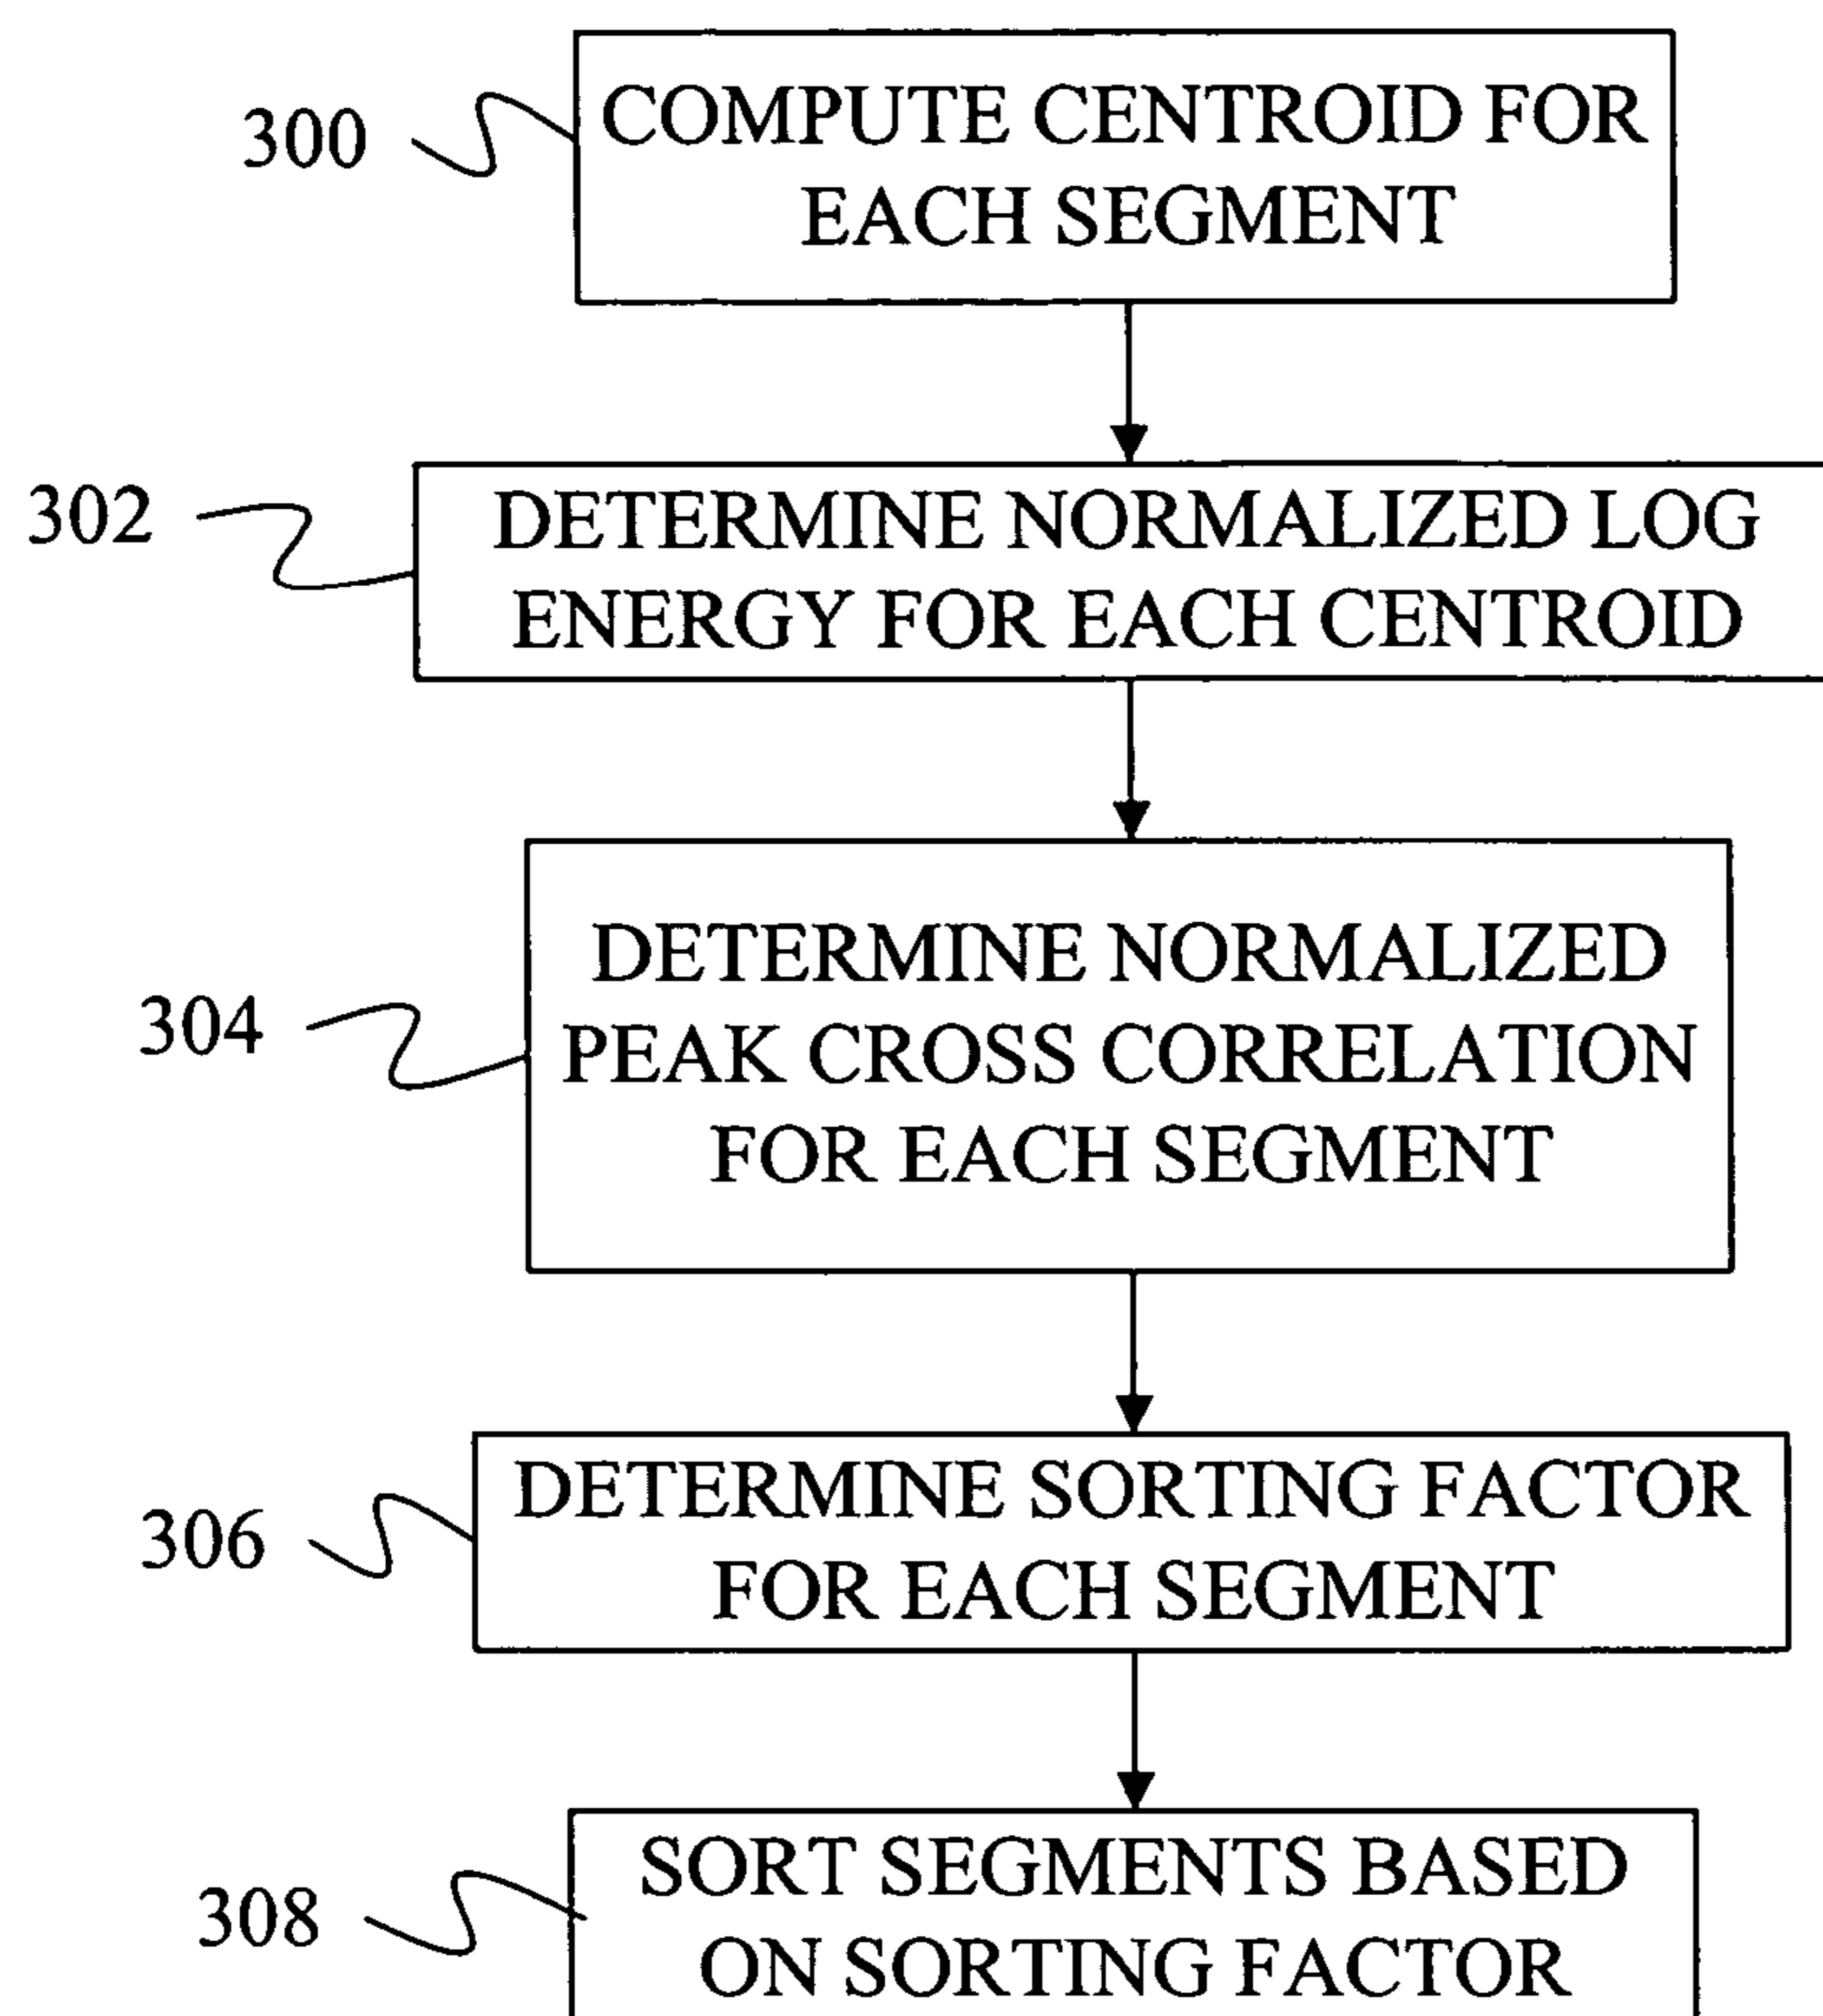 300
COMPUTE CENTROID FOR
EACH SEGMENT
302
DETERMINE NORMALIZED LOG
ENERGY FOR EACH CENTROID
304
DETERMINE NORMALIZED
PEAK CROSS CORRELATION
FOR EACH SEGMENT
306
DETERMINE SORTING FACTOR
FOR EACH SEGMENT
308
SORT SEGMENTS BASED
ON SORTING FACTOR